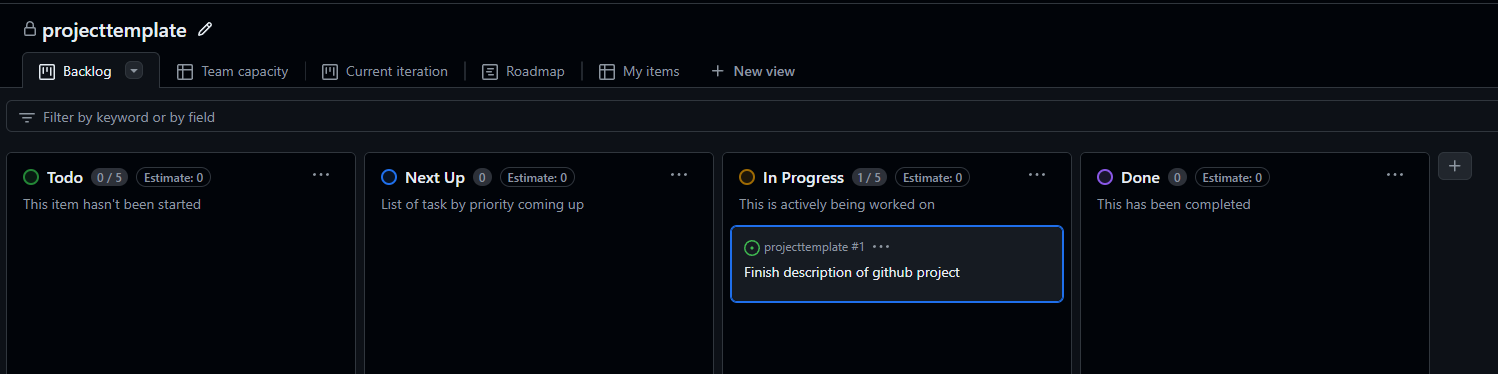 projecttemplate
Backlog Team capacity Current iteration Roadmap My items New view
Filter by keyword or by field
Todo 0 / 5 Estimate: 0
This item hasn't been started
Next Up 0 Estimate: 0
List of task by priority coming up
In Progress 1 / 5 Estimate: 0
This is actively being worked on
projecttemplate #1
Finish description of github project
Done 0 Estimate: 0
This has been completed